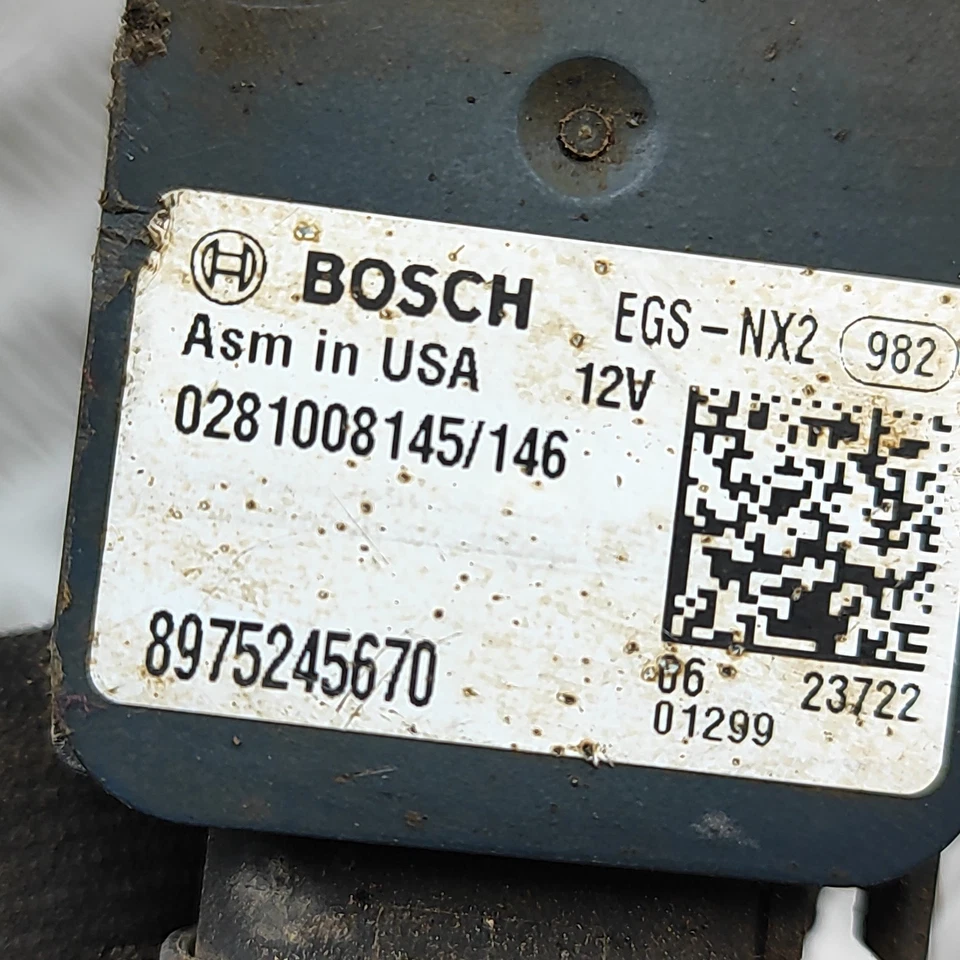 BOSCH EGS-NX2 982
Asm in USA 12V
0281008145/146
8975245670
06 23722
01299